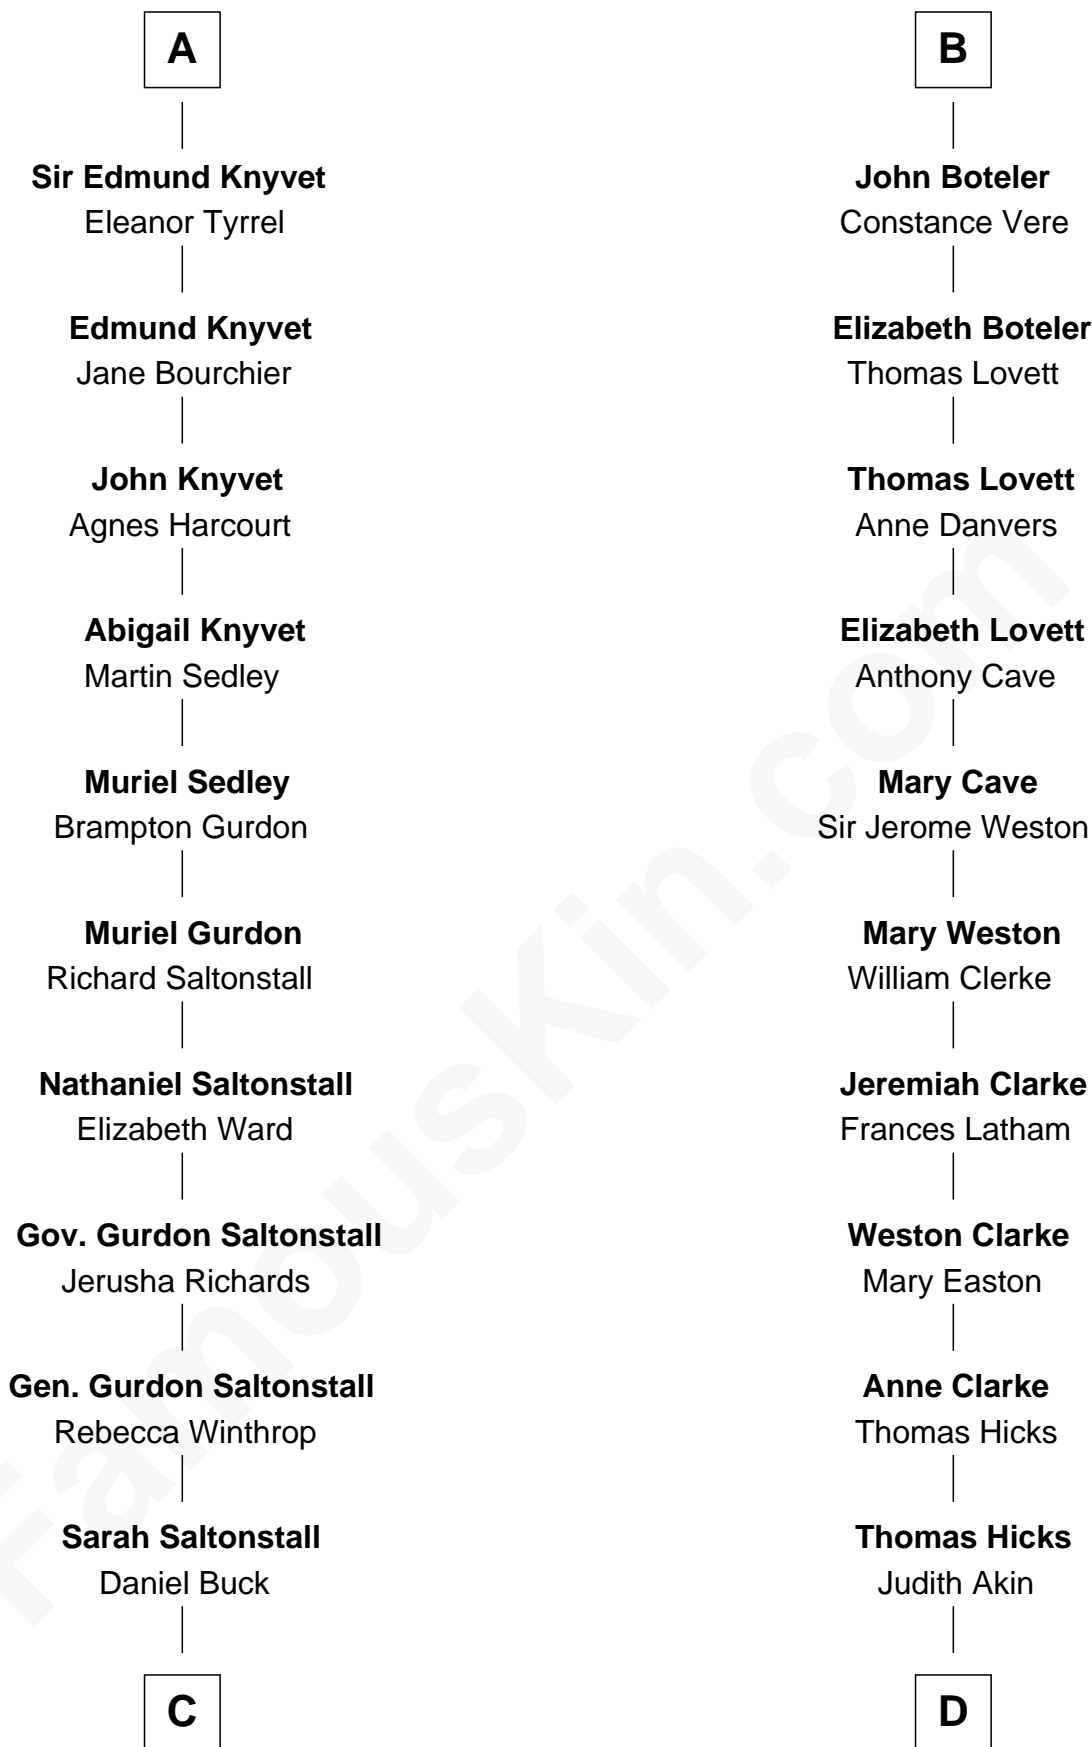 A
Sir Edmund Knyvet
Eleanor Tyrrel
Edmund Knyvet
Jane Bourchier
John Knyvet
Agnes Harcourt
Abigail Knyvet
Martin Sedley
Muriel Sedley
Brampton Gurdon
Muriel Gurdon
Richard Saltonstall
Nathaniel Saltonstall
Elizabeth Ward
Gov. Gurdon Saltonstall
Jerusha Richards
Gen. Gurdon Saltonstall
Rebecca Winthrop
Sarah Saltonstall
Daniel Buck
C
B
John Boteler
Constance Vere
Elizabeth Boteler
Thomas Lovett
Thomas Lovett
Anne Danvers
Elizabeth Lovett
Anthony Cave
Mary Cave
Sir Jerome Weston
Mary Weston
William Clerke
Jeremiah Clarke
Frances Latham
Weston Clarke
Mary Easton
Anne Clarke
Thomas Hicks
Thomas Hicks
Judith Akin
D
FamousKin.com